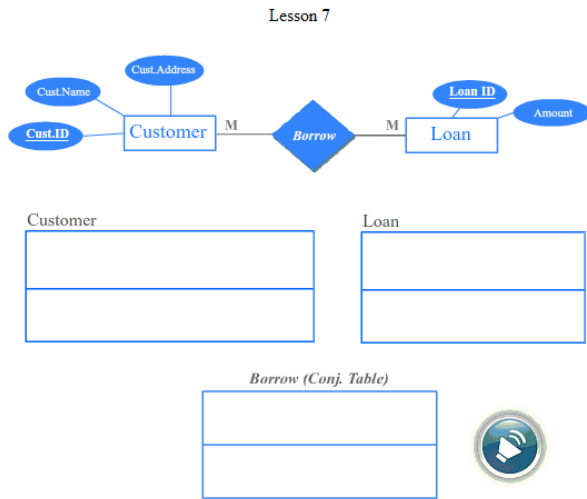 Lesson 7
Cust.Address
Cust.Name
Loan ID
Amount
Cust.ID
Customer
M
Borrow
M
Loan
Customer
Loan
Borrow (Conj. Table)